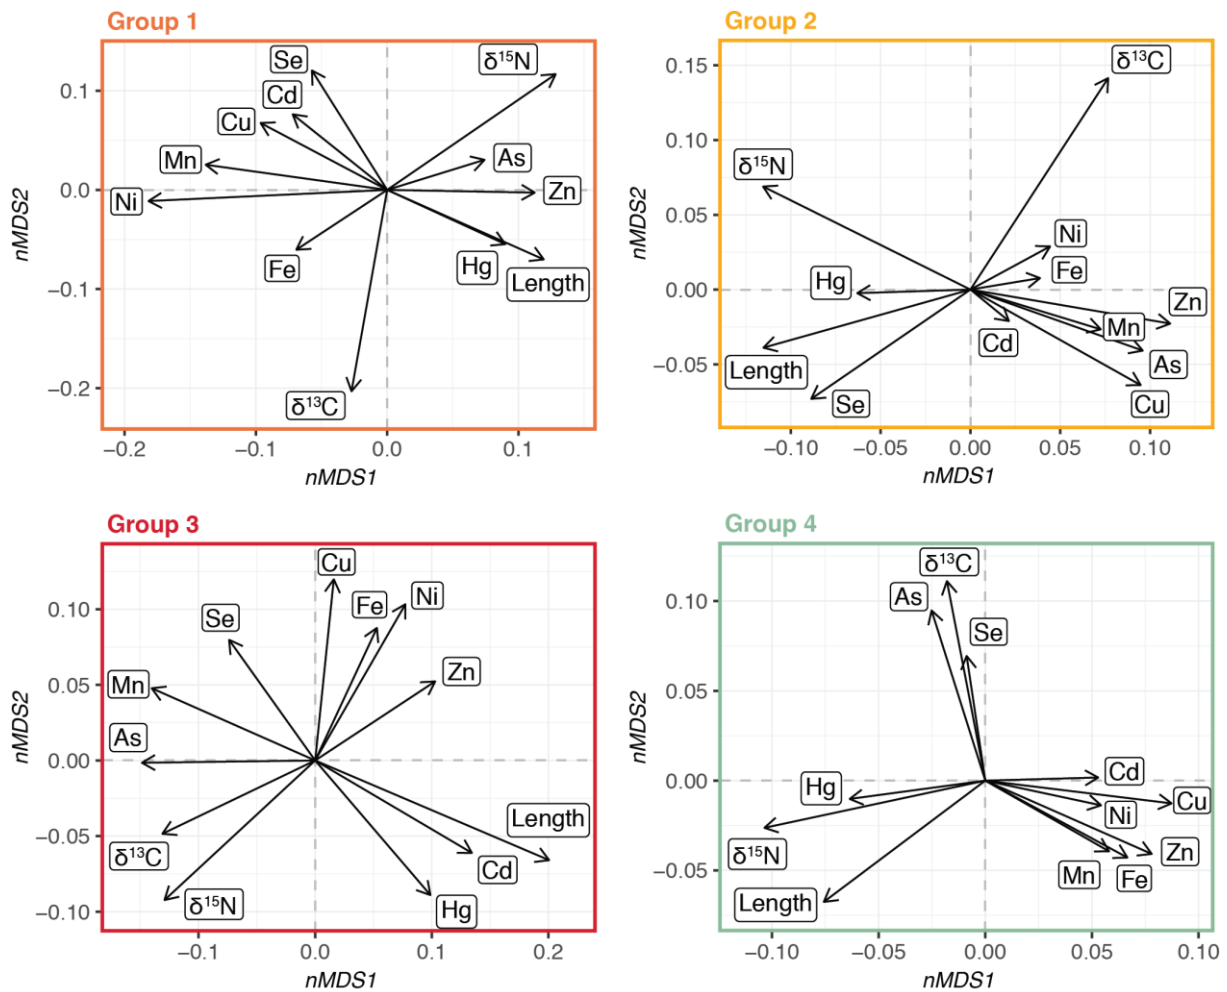 Group 1
nMDS2
0.1
0.0
−0.1
−0.2
Se
δ¹⁵N
Cd
Cu
As
Mn
Zn
Ni
Fe
Hg
Length
δ¹³C
−0.2
−0.1
0.0
0.1
nMDS1
Group 2
nMDS2
0.15
0.10
0.05
0.00
−0.05
δ¹³C
δ¹⁵N
Ni
Fe
Hg
Zn
Mn
Cd
As
Length
Se
Cu
−0.10
−0.05
0.00
0.05
0.10
nMDS1
Group 3
nMDS2
0.10
0.05
0.00
−0.05
−0.10
Cu
Fe
Ni
Se
Zn
Mn
As
Length
δ¹³C
Cd
δ¹⁵N
Hg
−0.1
0.0
0.1
0.2
nMDS1
Group 4
nMDS2
0.10
0.05
0.00
−0.05
δ¹³C
As
Se
Cd
Hg
Cu
Ni
δ¹⁵N
Zn
Mn
Fe
Length
−0.10
−0.05
0.00
0.05
0.10
nMDS1